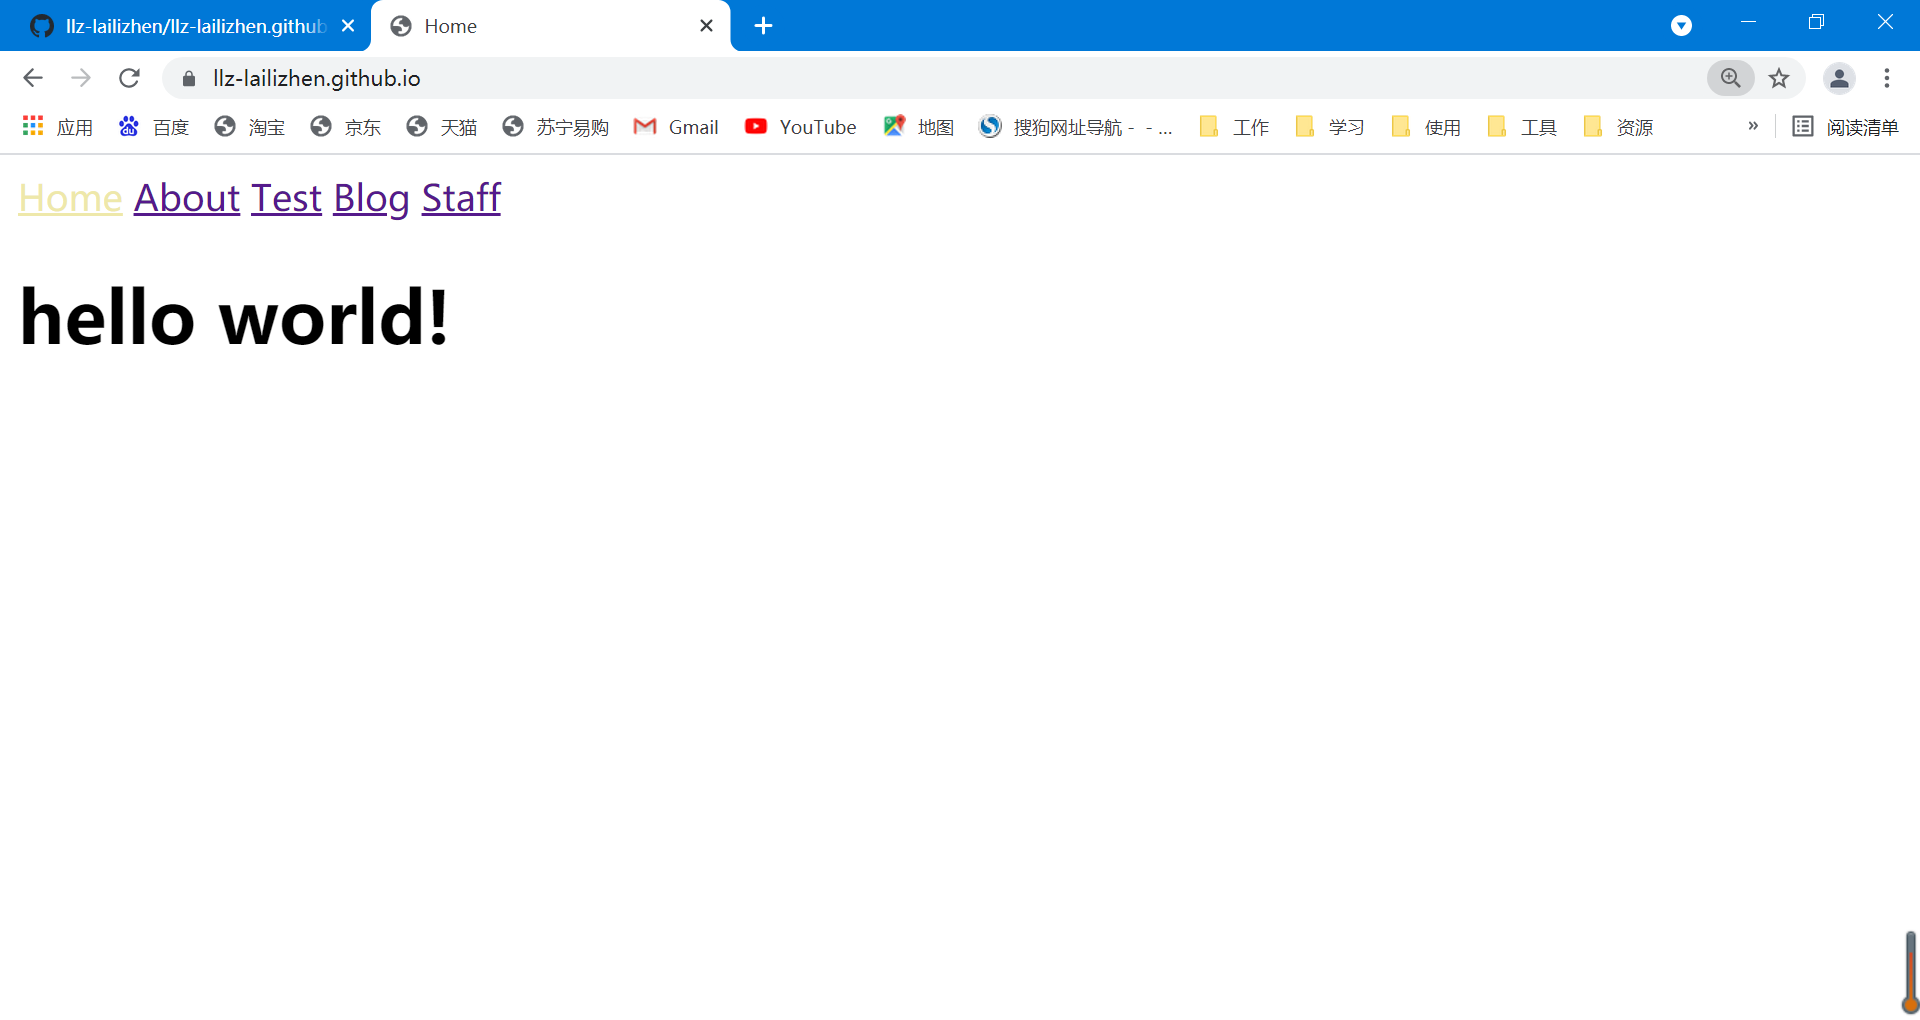 llz-lailizhen/llz-lailizhen.github
Home
llz-lailizhen.github.io
应用 百度 淘宝 京东 天猫 苏宁易购 Gmail YouTube 地图 搜狗网址导航 - - ... 工作 学习 使用 工具 资源 » 阅读清单
Home About Test Blog Staff
hello world!